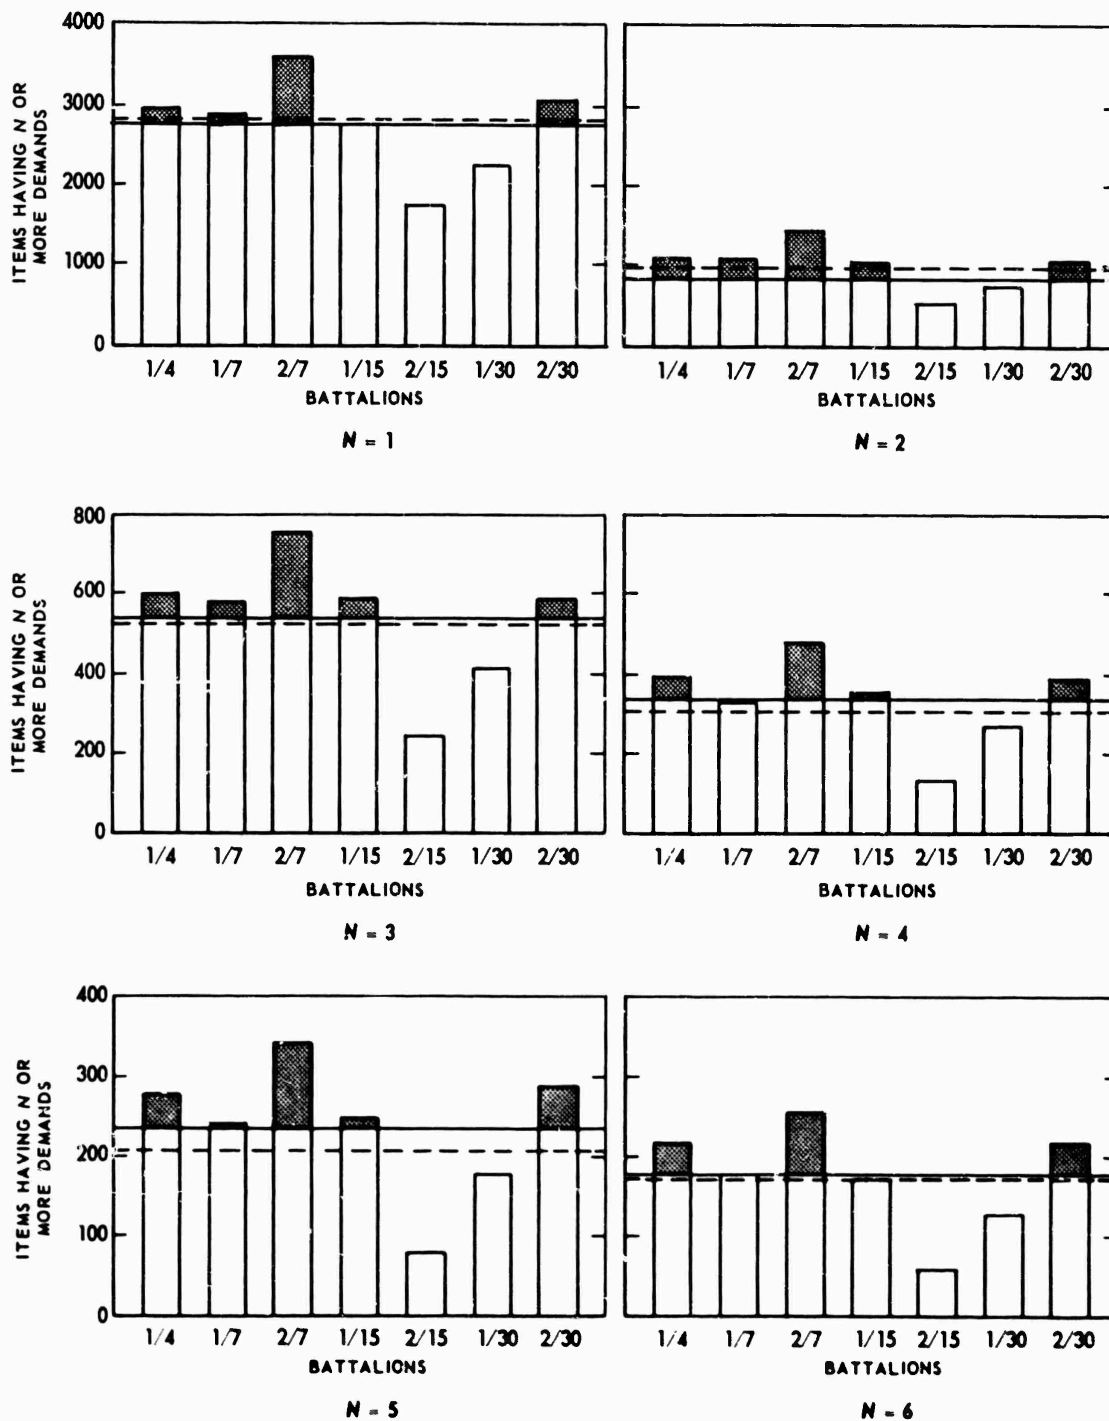 ITEMS HAVING N OR
MORE DEMANDS
4000
3000
2000
1000
0
1/4 1/7 2/7 1/15 2/15 1/30 2/30
BATTALIONS
N = 1
1/4 1/7 2/7 1/15 2/15 1/30 2/30
BATTALIONS
N = 2
ITEMS HAVING N OR
MORE DEMANDS
800
600
400
200
0
1/4 1/7 2/7 1/15 2/15 1/30 2/30
BATTALIONS
N = 3
1/4 1/7 2/7 1/15 2/15 1/30 2/30
BATTALIONS
N = 4
ITEMS HAVING N OR
MORE DEMANDS
400
300
200
100
0
1/4 1/7 2/7 1/15 2/15 1/30 2/30
BATTALIONS
N = 5
1/4 1/7 2/7 1/15 2/15 1/30 2/30
BATTALIONS
N = 6